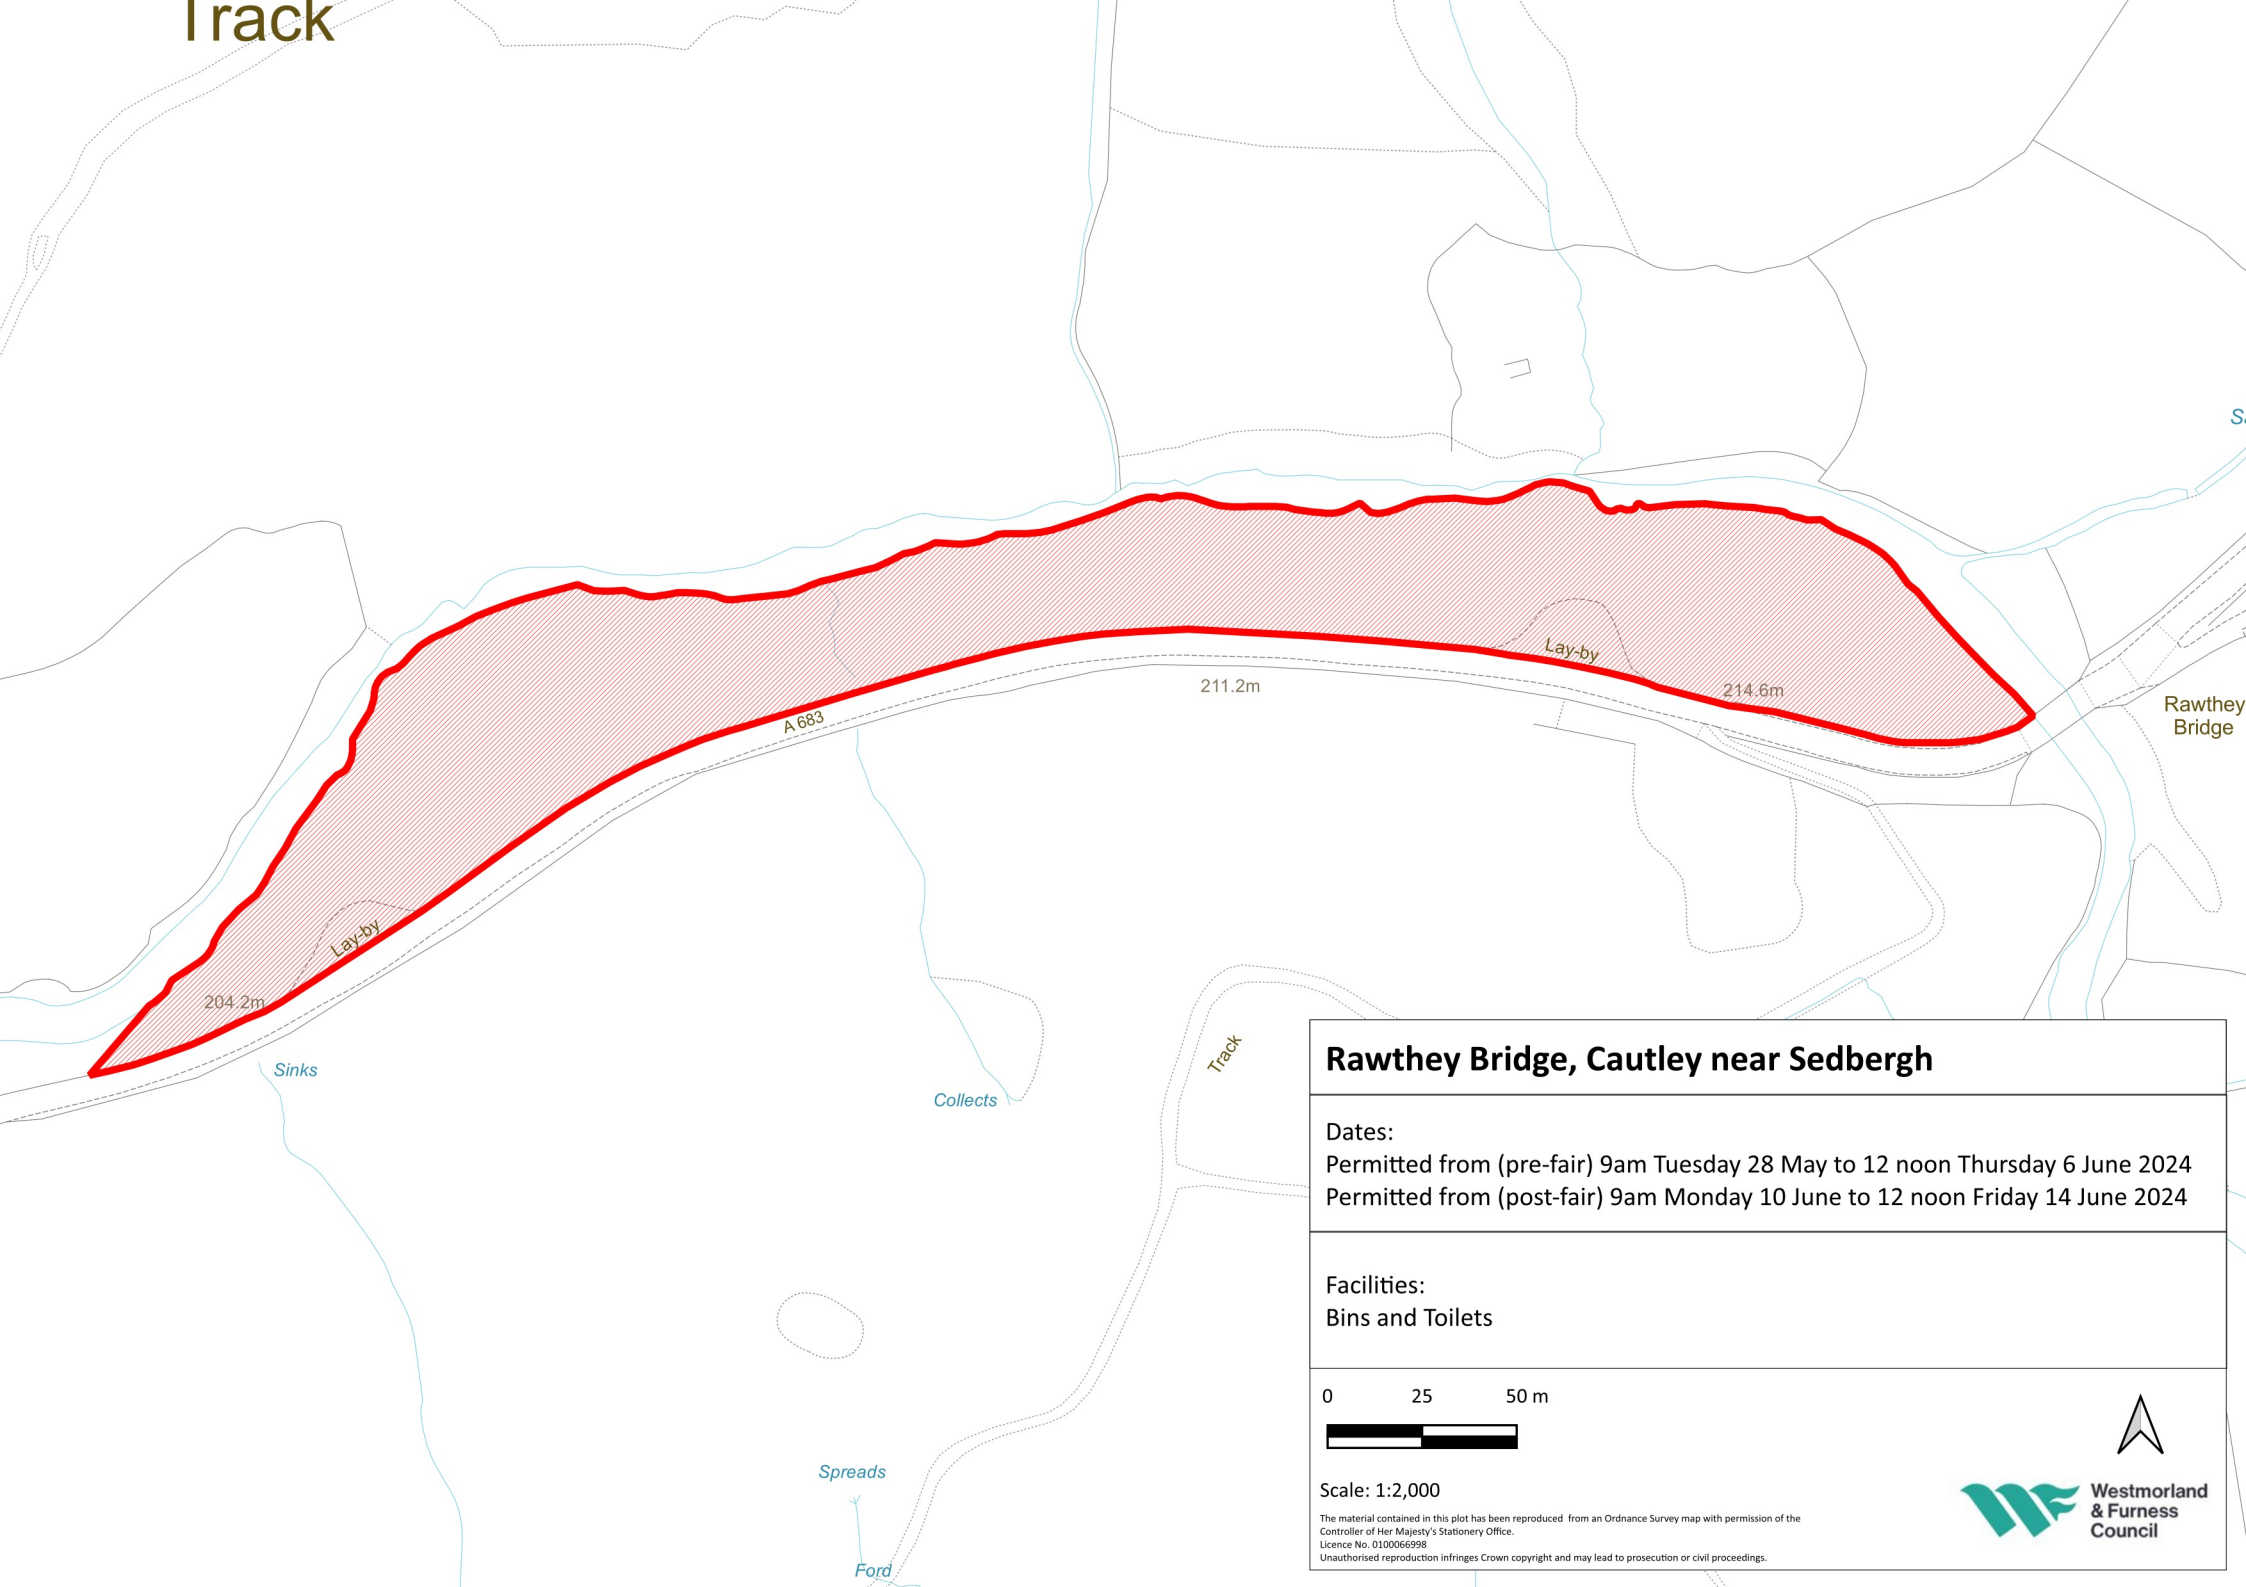 Track
Sa
Lay-by
A 683
211.2m
214.6m
Rawthey
Bridge
Lay-by
204.2m
Sinks
Collects
Track
Spreads
Ford
Rawthey Bridge, Cautley near Sedbergh
Dates:
Permitted from (pre-fair) 9am Tuesday 28 May to 12 noon Thursday 6 June 2024
Permitted from (post-fair) 9am Monday 10 June to 12 noon Friday 14 June 2024
Facilities:
Bins and Toilets
0 25 50 m
Scale: 1:2,000
The material contained in this plot has been reproduced from an Ordnance Survey map with permission of the
Controller of Her Majesty's Stationery Office.
Licence No. 0100066998
Unauthorised reproduction infringes Crown copyright and may lead to prosecution or civil proceedings.
Westmorland
& Furness
Council